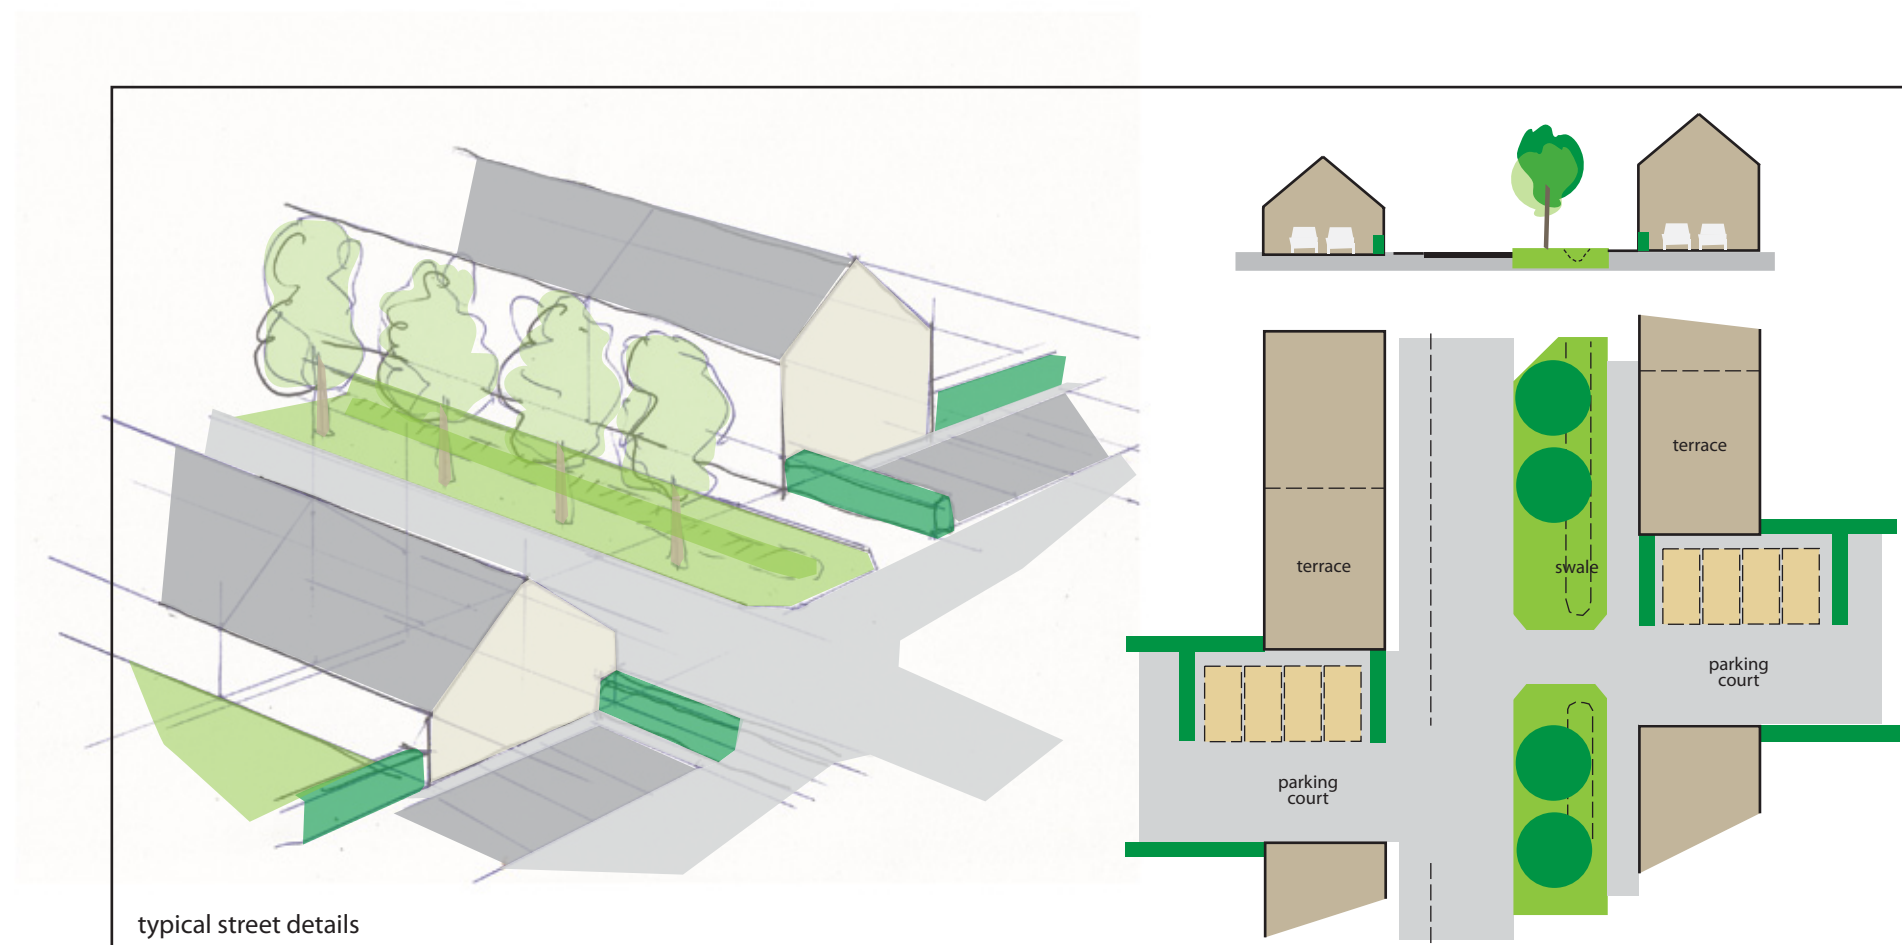 terrace
terrace
swale
parking
court
parking
court
typical street details